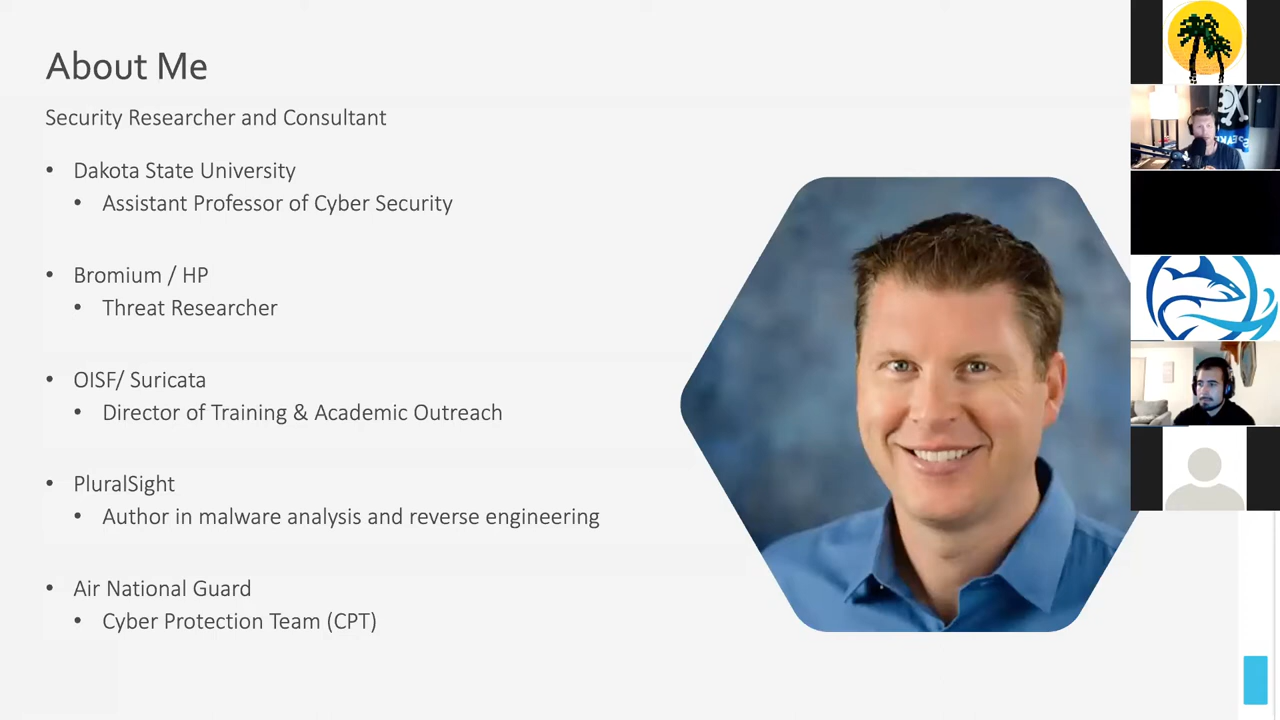 About Me
Security Researcher and Consultant
• Dakota State University
• Assistant Professor of Cyber Security
• Bromium / HP
• Threat Researcher
• OISF/ Suricata
• Director of Training & Academic Outreach
• PluralSight
• Author in malware analysis and reverse engineering
• Air National Guard
• Cyber Protection Team (CPT)